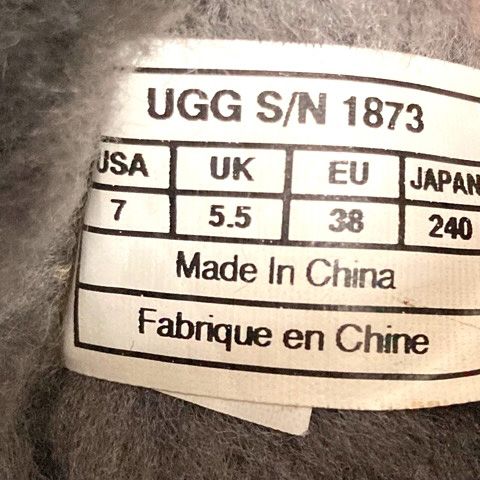 UGG S/N 1873
USA UK EU JAPAN
7 5.5 38 240
Made In China
Fabrique en Chine